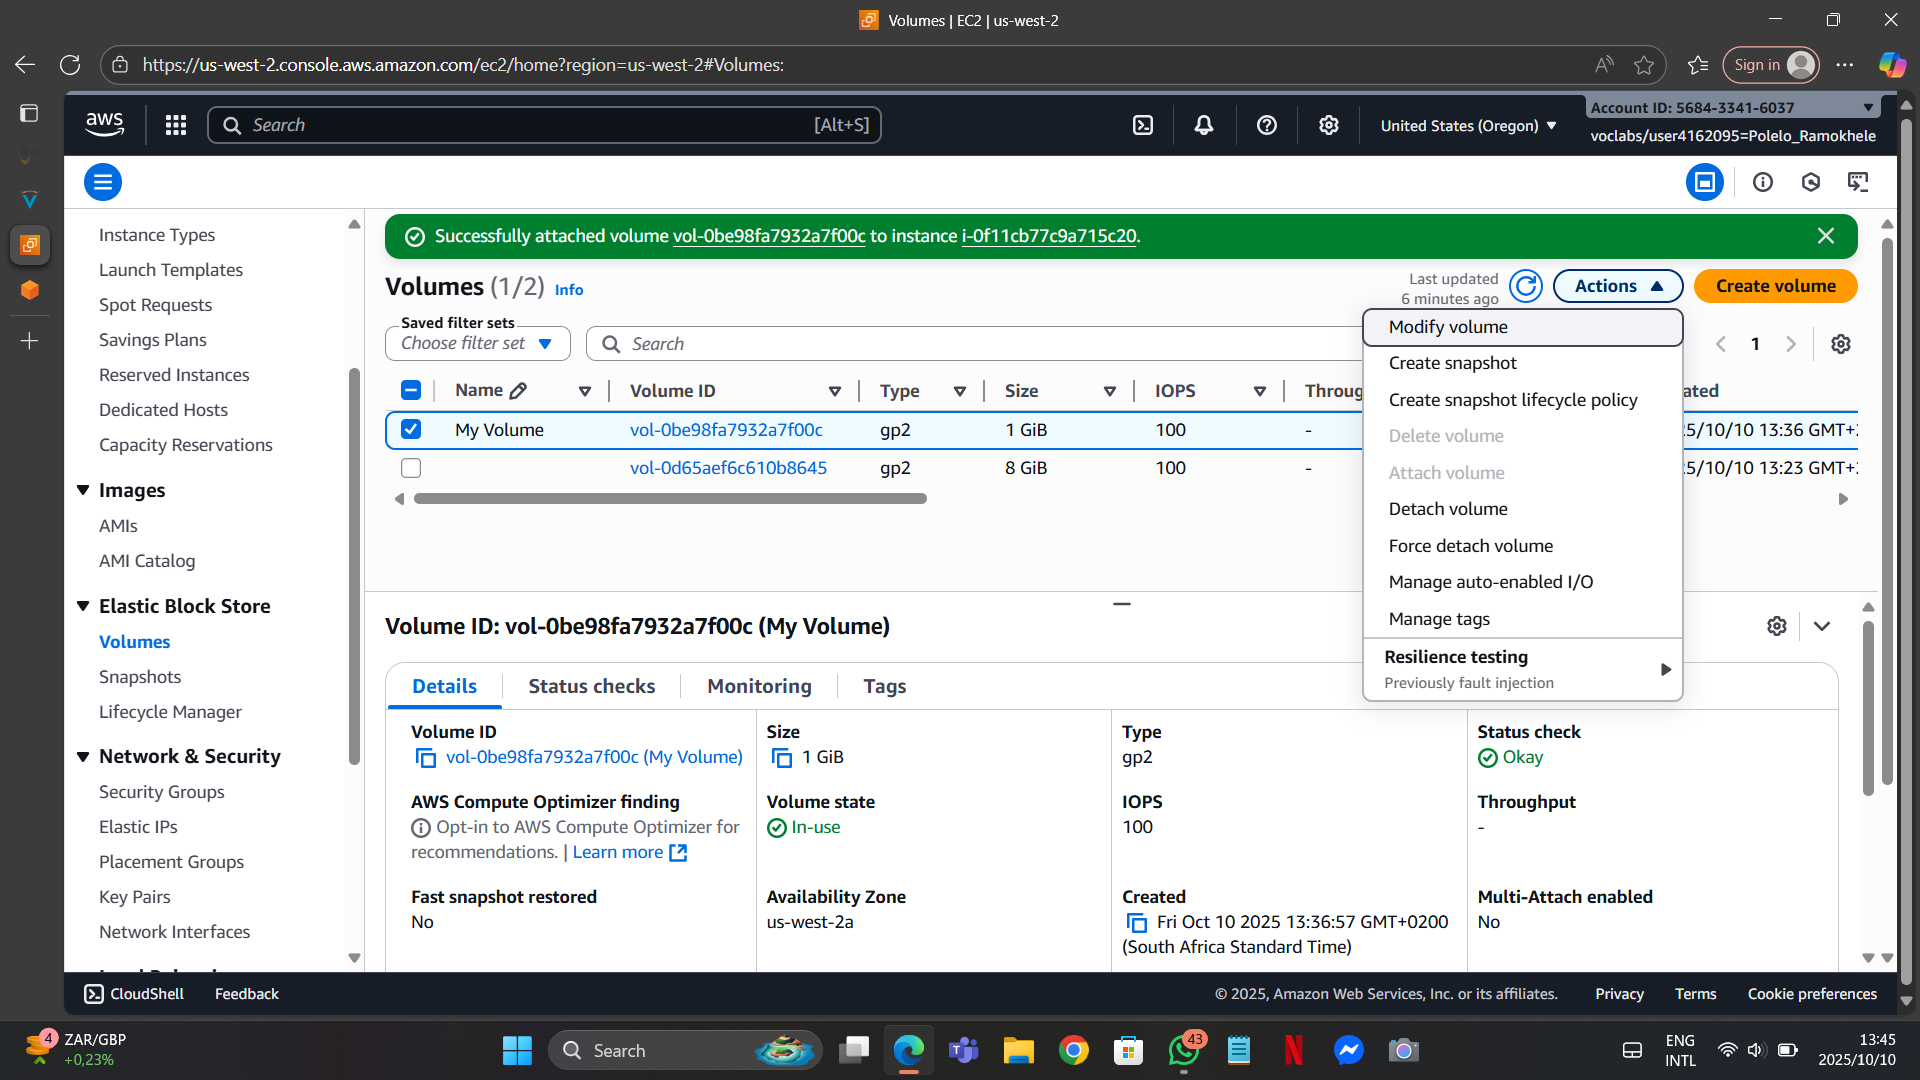 Volumes | EC2 | us-west-2
https://us-west-2.console.aws.amazon.com/ec2/home?region=us-west-2#Volumes:
Sign in
aws
Search
[Alt+S]
United States (Oregon)
Account ID: 5684-3341-6037
voclabs/user4162095=Polelo_Ramokhele
Instance Types
Launch Templates
Spot Requests
Savings Plans
Reserved Instances
Dedicated Hosts
Capacity Reservations
Images
AMIs
AMI Catalog
Elastic Block Store
Volumes
Snapshots
Lifecycle Manager
Network & Security
Security Groups
Elastic IPs
Placement Groups
Key Pairs
Network Interfaces
Successfully attached volume vol-0be98fa7932a7f00c to instance i-0f11cb77c9a715c20.
Volumes (1/2) Info
Last updated
6 minutes ago
Actions
Create volume
Saved filter sets
Choose filter set
Search
1
Name Volume ID Type Size IOPS Throug ated
My Volume vol-0be98fa7932a7f00c gp2 1 GiB 100 - 5/10/10 13:36 GMT+2
vol-0d65aef6c610b8645 gp2 8 GiB 100 - 5/10/10 13:23 GMT+2
Modify volume
Create snapshot
Create snapshot lifecycle policy
Delete volume
Attach volume
Detach volume
Force detach volume
Manage auto-enabled I/O
Manage tags
Resilience testing
Previously fault injection
Volume ID: vol-0be98fa7932a7f00c (My Volume)
Details Status checks Monitoring Tags
Volume ID
vol-0be98fa7932a7f00c (My Volume)
Size
1 GiB
Type
gp2
Status check
Okay
AWS Compute Optimizer finding
Opt-in to AWS Compute Optimizer for
recommendations. | Learn more
Volume state
In-use
IOPS
100
Throughput
-
Fast snapshot restored
No
Availability Zone
us-west-2a
Created
Fri Oct 10 2025 13:36:57 GMT+0200
(South Africa Standard Time)
Multi-Attach enabled
No
CloudShell Feedback
© 2025, Amazon Web Services, Inc. or its affiliates. Privacy Terms Cookie preferences
4
ZAR/GBP
+0,23%
Search
43
ENG
INTL
13:45
2025/10/10